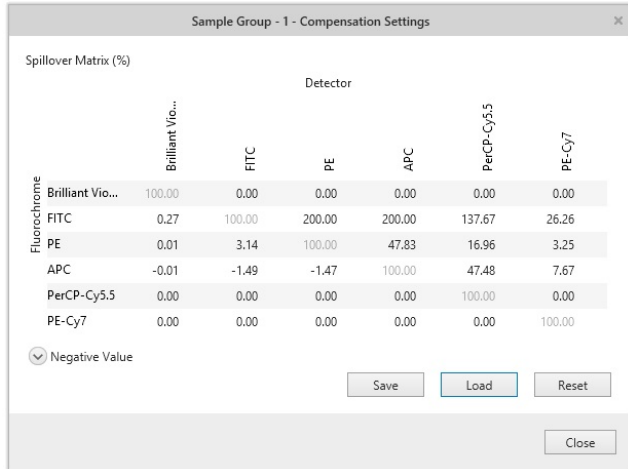 Sample Group - 1 - Compensation Settings ×
Spillover Matrix (%)
Detector
Brilliant Vio... FITC PE APC PerCP-Cy5.5 PE-Cy7
Fluorochrome
Brilliant Vio... 100.00 0.00 0.00 0.00 0.00 0.00
FITC 0.27 100.00 200.00 200.00 137.67 26.26
PE 0.01 3.14 100.00 47.83 16.96 3.25
APC -0.01 -1.49 -1.47 100.00 47.48 7.67
PerCP-Cy5.5 0.00 0.00 0.00 0.00 100.00 0.00
PE-Cy7 0.00 0.00 0.00 0.00 0.00 100.00
Negative Value
Save Load Reset
Close